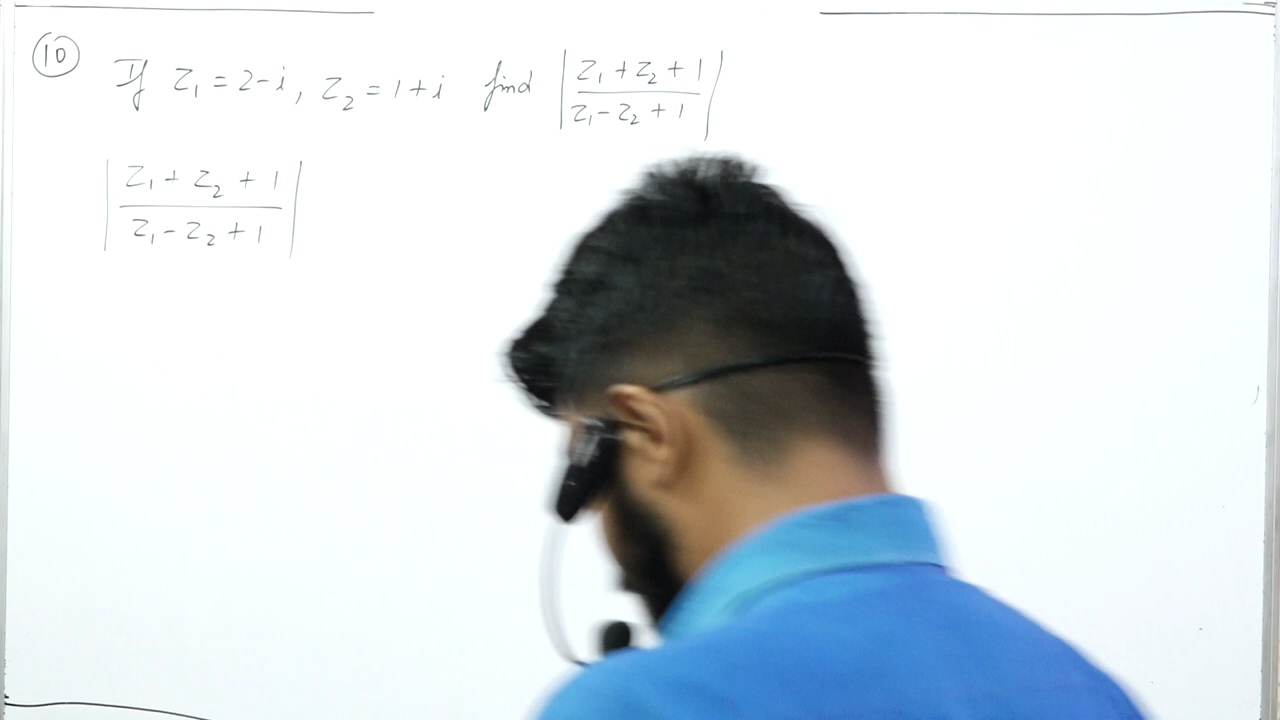 10 If z₁ = 2-i, z₂ = 1+i find |(z₁ + z₂ + 1)/(z₁ - z₂ + 1)|
|(z₁ + z₂ + 1)/(z₁ - z₂ + 1)|